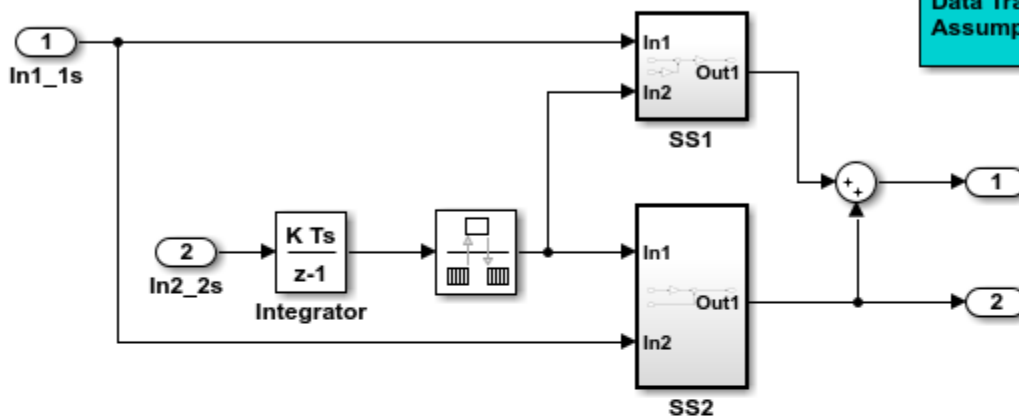 Data Tra
Assump
1
In1_1s
In1
Out1
In2
SS1
1
2
In2_2s
K Ts
z-1
Integrator
In1
Out1
In2
SS2
2
+
+